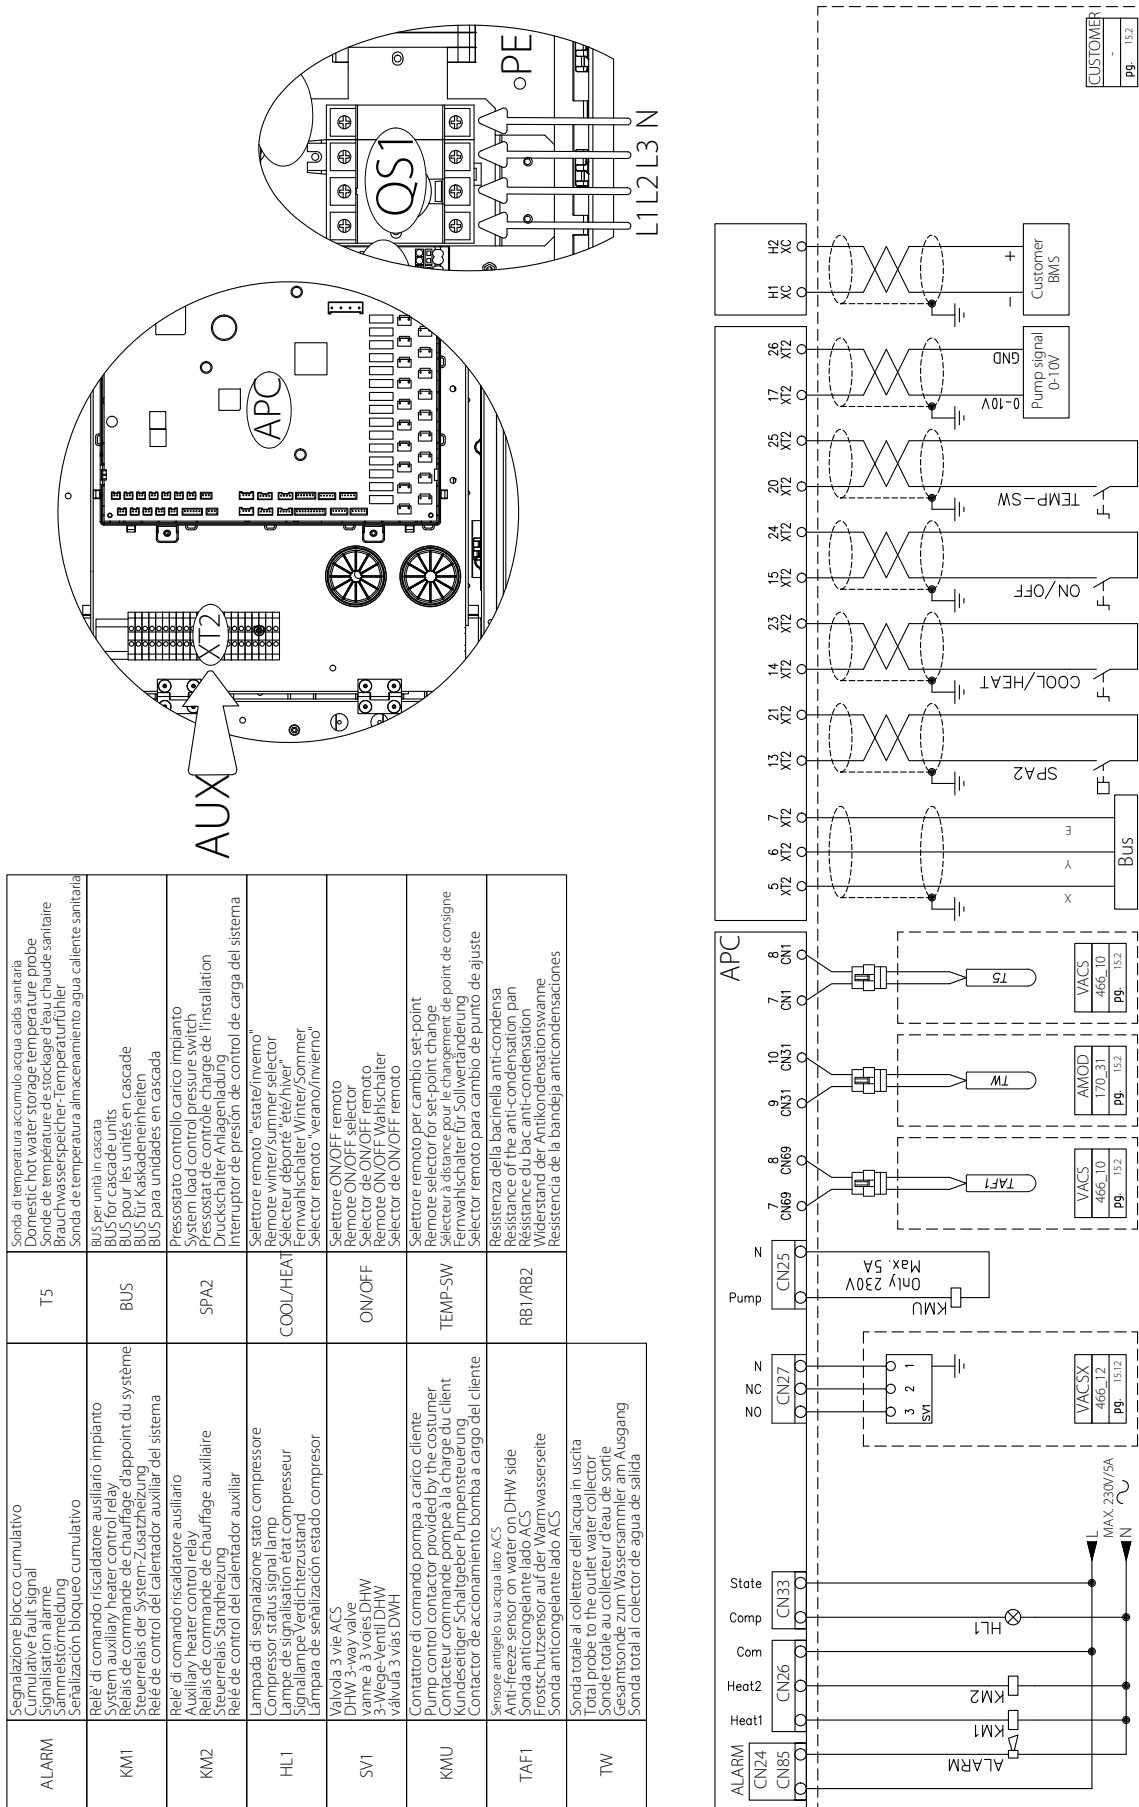 ALARM
Segnalazione blocco cumulativo
Cumulative fault signal
Signalisation alarme
Sammelstörmeldung
Señalización bloqueo cumulativo
KM1
Relè' di comando riscaldatore ausiliario impianto
System auxiliary heater control relay
Relais de commande de chauffage d'appoint du système
Steuerrelais der System-Zusatzheizung
Relé de control del calentador auxiliar del sistema
KM2
Rele' di comando riscaldatore ausiliario
Auxiliary heater control relay
Relais de commande de chauffage auxiliaire
Steuerrelais Standheizung
Relé de control del calentador auxiliar
HL1
Lampada di segnalazione stato compressore
Compressor status signal lamp
Lampe de signalisation état compresseur
Signallampe Verdichterzustand
Lámpara de señalización estado compresor
SV1
Valvola 3 vie ACS
DHW 3-way valve
vanne à 3 voies DHW
3-Wege-Ventil DHW
válvula 3 vías DWH
KMU
Contattore di comando pompa a carico cliente
Pump control contactor provided by the costumer
Contacteur commande pompe à la charge du client
Kundeseitiger Schaltgeber Pumpensteuerung
Contactor de accionamiento bomba a cargo del cliente
TAF1
Sensore antigelo su acqua lato ACS
Anti-freeze sensor on water on DHW side
Sonda anticongelante lado ACS
Frostschutzsensor auf der Warmwasserseite
Sonda anticongelante lado ACS
TW
Sonda totale al collettore dell'acqua in uscita
Total probe to the outlet water collector
Sonde totale au collecteur d'eau de sortie
Gesamtsonde zum Wassersammler am Ausgang
Sonda total al colector de agua de salida
T5
Sonda di temperatura accumulo acqua calda sanitaria
Domestic hot water storage temperature probe
Sonde de température de stockage d'eau chaude sanitaire
Brauchwasserspeicher-Temperaturfühler
Sonda de temperatura almacenamiento agua caliente sanitaria
BUS
BUS per unità in cascata
BUS for cascade units
BUS pour les unités en cascade
BUS für Kaskadeneinheiten
BUS para unidades en cascada
SPA2
Pressostato controllo carico impianto
System load control pressure switch
Pressostat de contrôle charge de l'installation
Druckschalter Anlagenladung
Interruptor de presión de control de carga del sistema
COOL/HEAT
Selettore remoto "estate/inverno"
Remote winter/summer selector
Sélecteur déporté "été/hiver"
Fernwahlschalter Winter/Sommer
Selector remoto "verano/invierno"
ON/OFF
Selettore ON/OFF remoto
Remote ON/OFF selector
Selector de ON/OFF remoto
Remote ON/OFF Wahlschalter
Selector de ON/OFF remoto
TEMP-SW
Selettore remoto per cambio set-point
Remote selector for set-point change
Sélecteur à distance pour le changement de point de consigne
Fernwahlschalter für Sollwertänderung
Selector remoto para cambio de punto de ajuste
RB1/RB2
Resistenza della bacinella anti-condensa
Resistance of the anti-condensation pan
Résistance du bac anti-condensation
Widerstand der Antikondensationswanne
Resistencia de la bandeja anticondensaciones
AUX
XT2
APC
QS1
PE
L1 L2 L3 N
ALARM
CN24
CN85
Heat1
Heat2
Com
CN26
Comp
State
CN33
NO
NC
N
CN27
Pump
N
CN25
7
CN69
8
CN69
9
CN31
10
CN31
7
CN1
8
CN1
APC
5
XT2
6
XT2
7
XT2
13
XT2
21
XT2
14
XT2
23
XT2
15
XT2
24
XT2
20
XT2
25
XT2
17
XT2
26
XT2
H1
XC
H2
XC
ALARM
KM1
KM2
HL1
L
MAX. 230V/5A
N
3 2 1
SV1
VACSX
466_12
pg. 15.12
KMU
Only 230V
Max. 5A
TAF1
VACS
466_10
pg. 15.2
TW
AMOD
170_31
pg. 15.2
T5
VACS
466_10
pg. 15.2
X
Y
E
Bus
SPA2
COOL/HEAT
ON/OFF
TEMP-SW
0-10V
GND
Pump signal
0-10V
−
+
Customer
BMS
CUSTOMER
-
pg. 15.2